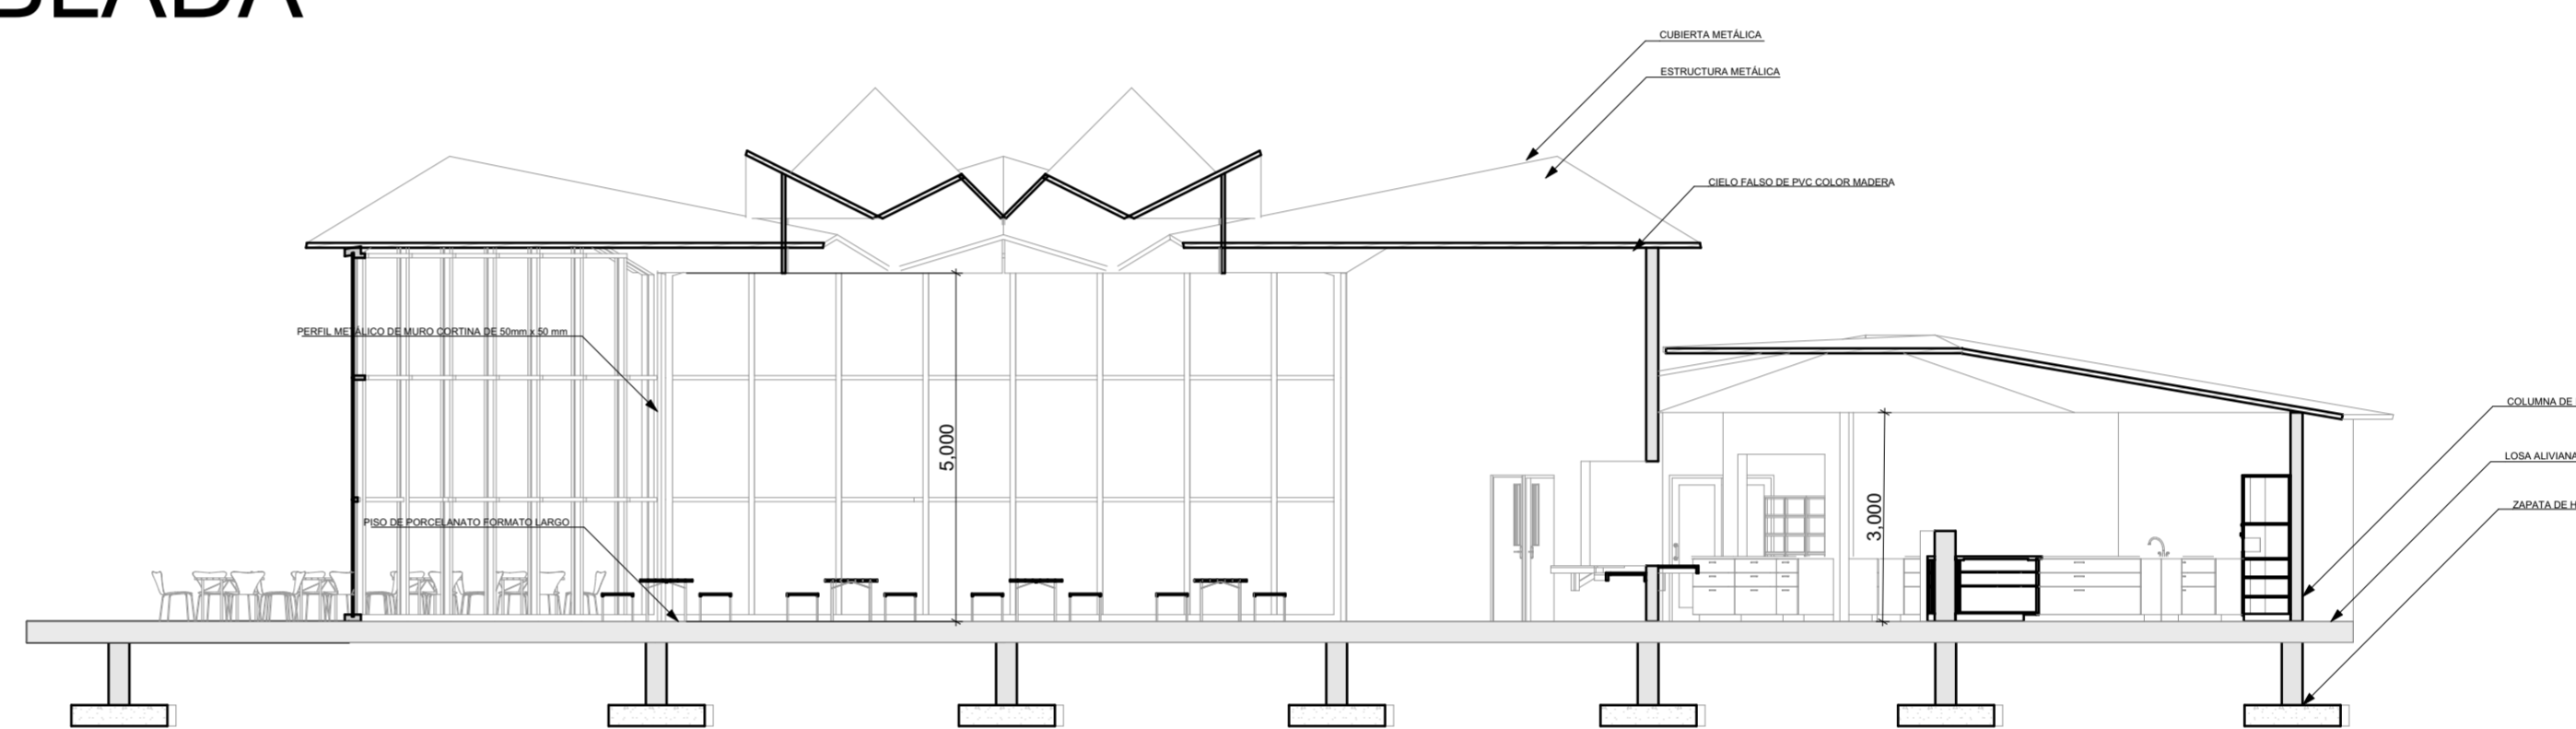 CUBIERTA METÁLICA
ESTRUCTURA METÁLICA
CIELO FALSO DE PVC COLOR MADERA
PERFIL METÁLICO DE MURO CORTINA DE 50mm x 50 mm
COLUMNA DE
5,000
LOSA ALIVIANA
3,000
PISO DE PORCELANATO FORMATO LARGO
ZAPATA DE H